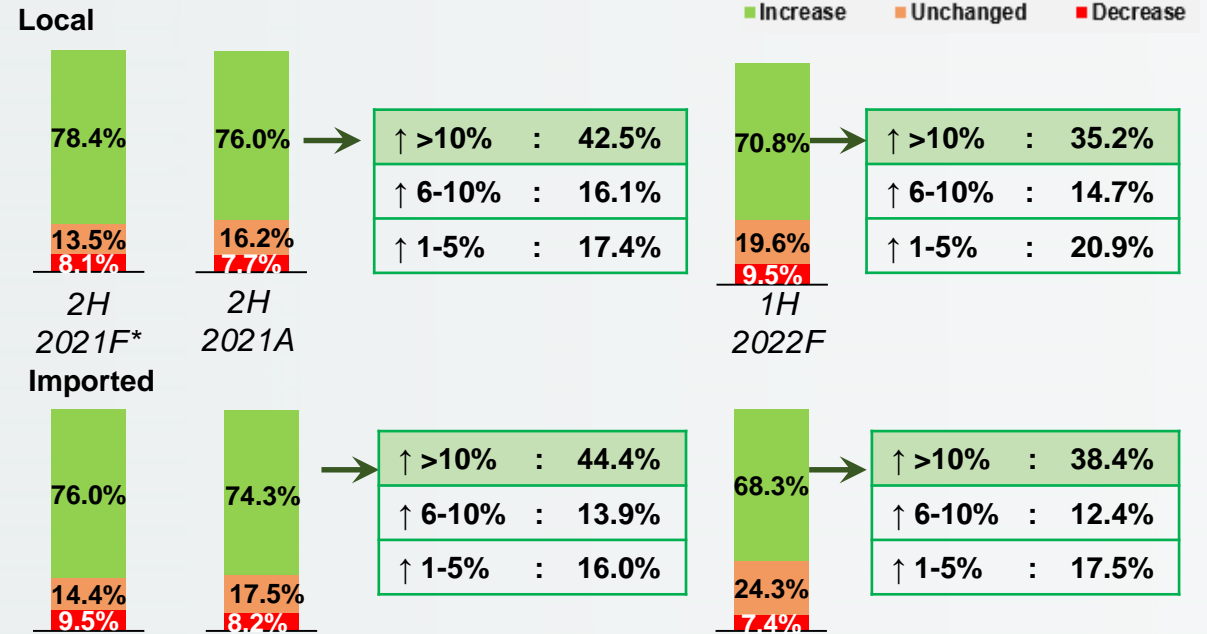 Local
Increase Unchanged Decrease
78.4%
13.5%
8.1%
2H
2021F*
76.0%
16.2%
7.7%
2H
2021A
↑ >10% : 42.5%
↑ 6-10% : 16.1%
↑ 1-5% : 17.4%
70.8%
19.6%
9.5%
1H
2022F
↑ >10% : 35.2%
↑ 6-10% : 14.7%
↑ 1-5% : 20.9%
Imported
76.0%
14.4%
9.5%
74.3%
17.5%
8.2%
↑ >10% : 44.4%
↑ 6-10% : 13.9%
↑ 1-5% : 16.0%
68.3%
24.3%
7.4%
↑ >10% : 38.4%
↑ 6-10% : 12.4%
↑ 1-5% : 17.5%